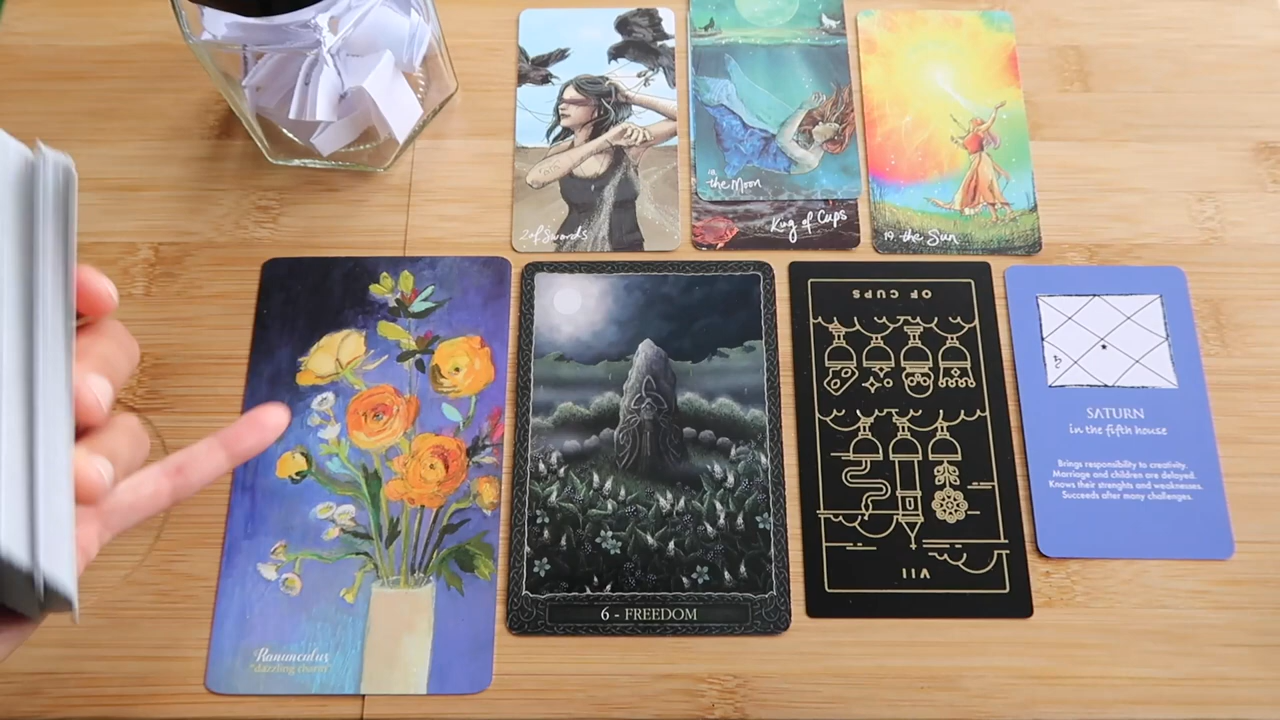 2 of Swords
18. the Moon
King of Cups
19. the Sun
Ranunculus
"dazzling charm"
6 - FREEDOM
OF CUPS
VII
SATURN
in the fifth house
Brings responsibility to creativity.
Marriage and children are delayed.
Knows their strenghts and weaknesses.
Succeeds after many challenges.